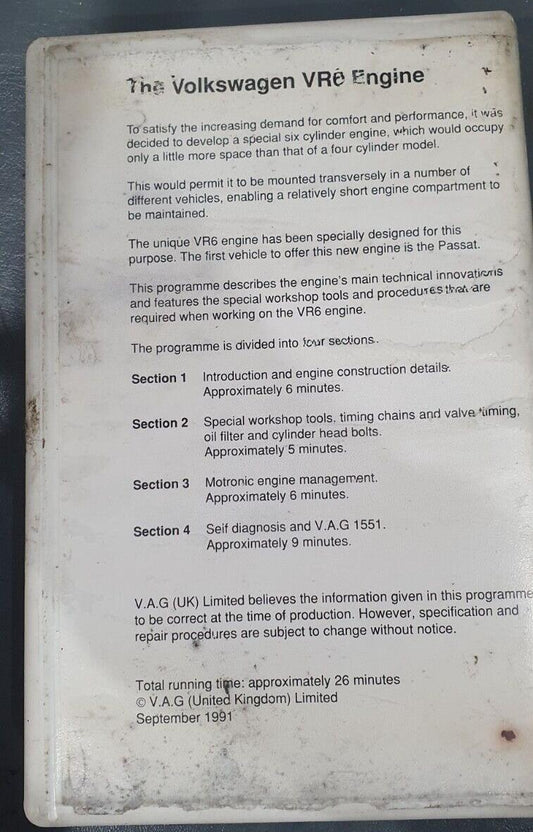 The Volkswagen VR6 Engine
To satisfy the increasing demand for comfort and performance, it was
decided to develop a special six cylinder engine, which would occupy
only a little more space than that of a four cylinder model.
This would permit it to be mounted transversely in a number of
different vehicles, enabling a relatively short engine compartment to
be maintained.
The unique VR6 engine has been specially designed for this
purpose. The first vehicle to offer this new engine is the Passat.
This programme describes the engine's main technical innovations
and features the special workshop tools and procedures that are
required when working on the VR6 engine.
The programme is divided into four sections.
Section 1 Introduction and engine construction details.
Approximately 6 minutes.
Section 2 Special workshop tools, timing chains and valve timing,
oil filter and cylinder head bolts.
Approximately 5 minutes.
Section 3 Motronic engine management.
Approximately 6 minutes.
Section 4 Self diagnosis and V.A.G 1551.
Approximately 9 minutes.
V.A.G (UK) Limited believes the information given in this programme
to be correct at the time of production. However, specification and
repair procedures are subject to change without notice.
Total running time: approximately 26 minutes
© V.A.G (United Kingdom) Limited
September 1991